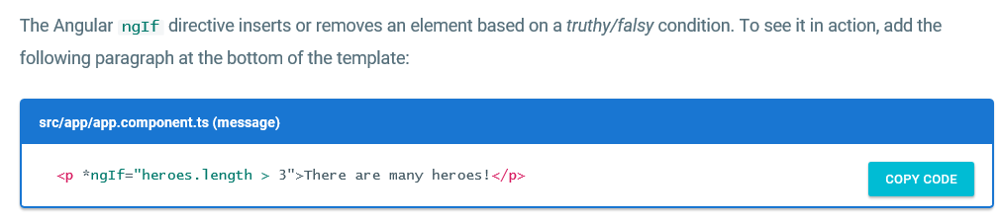 The Angular ngIf directive inserts or removes an element based on a truthy/falsy condition. To see it in action, add the
following paragraph at the bottom of the template:
src/app/app.component.ts (message)
<p *ngIf="heroes.length > 3">There are many heroes!</p>
COPY CODE